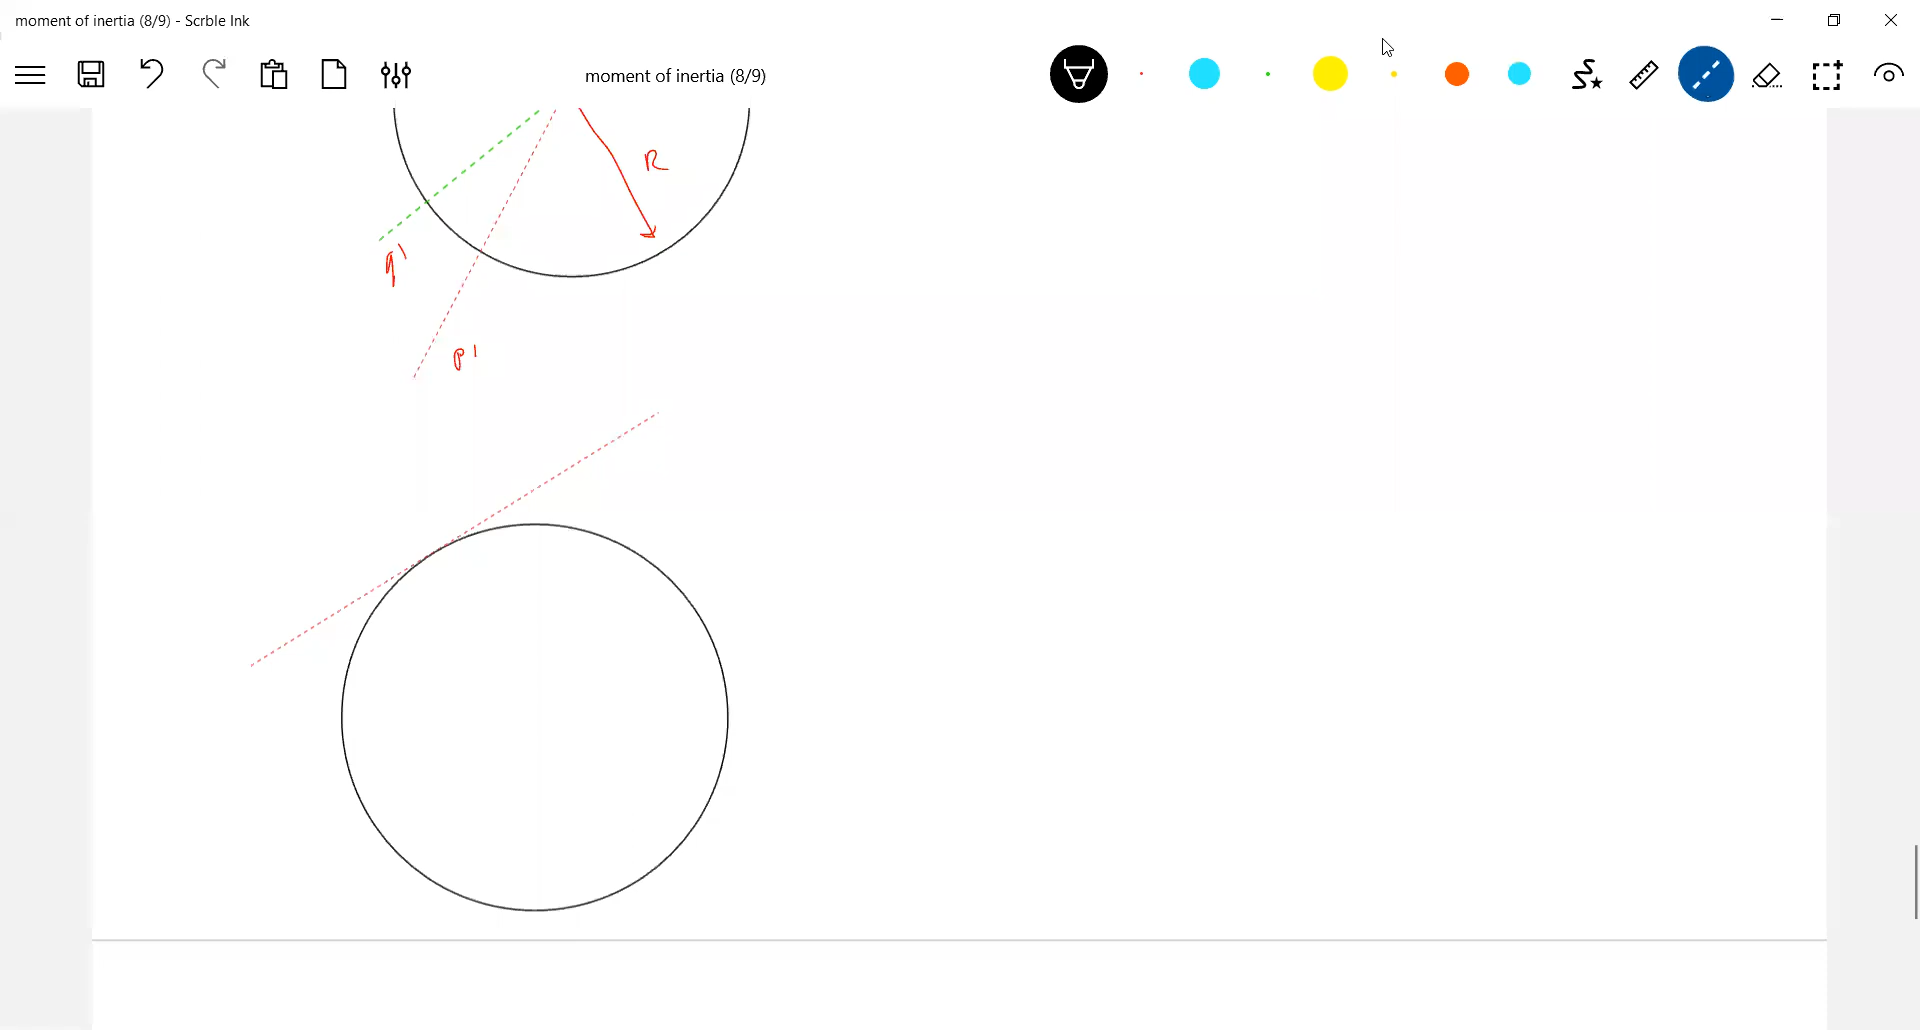 moment of inertia (8/9) - Scrble Ink
moment of inertia (8/9)
R
q'
p'